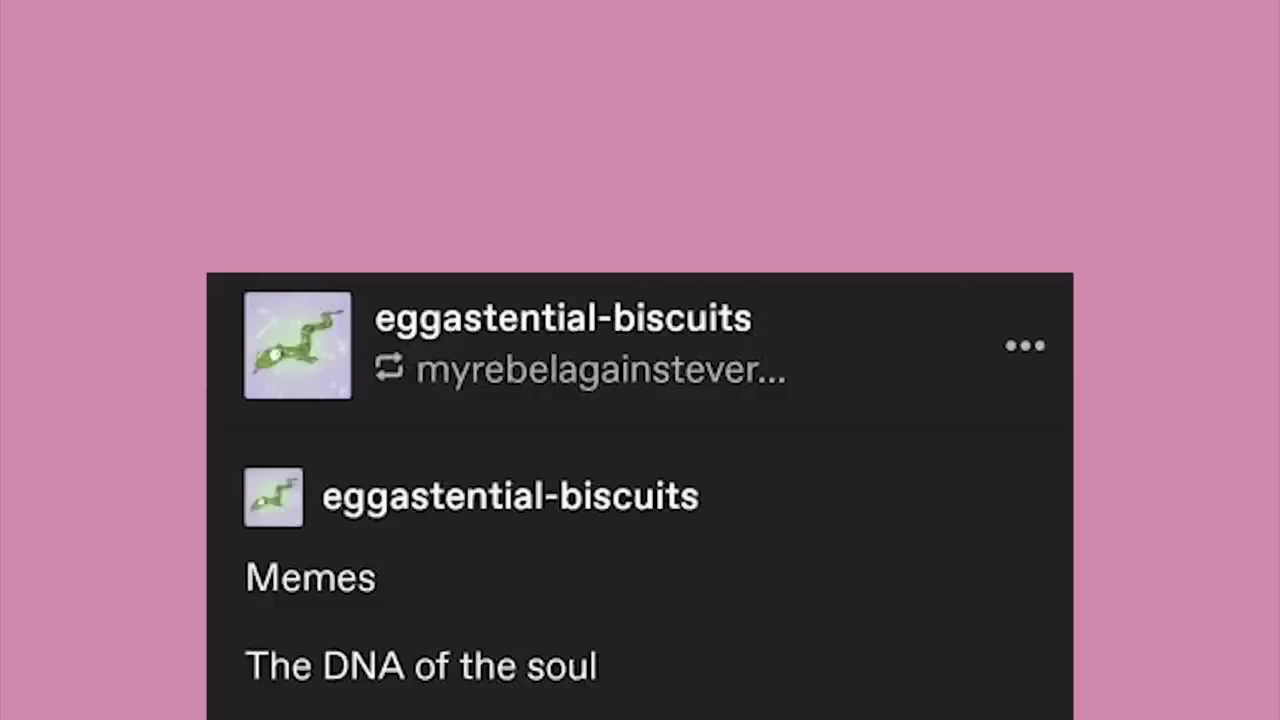 eggastential-biscuits
myrebelagainstever...
eggastential-biscuits
Memes
The DNA of the soul